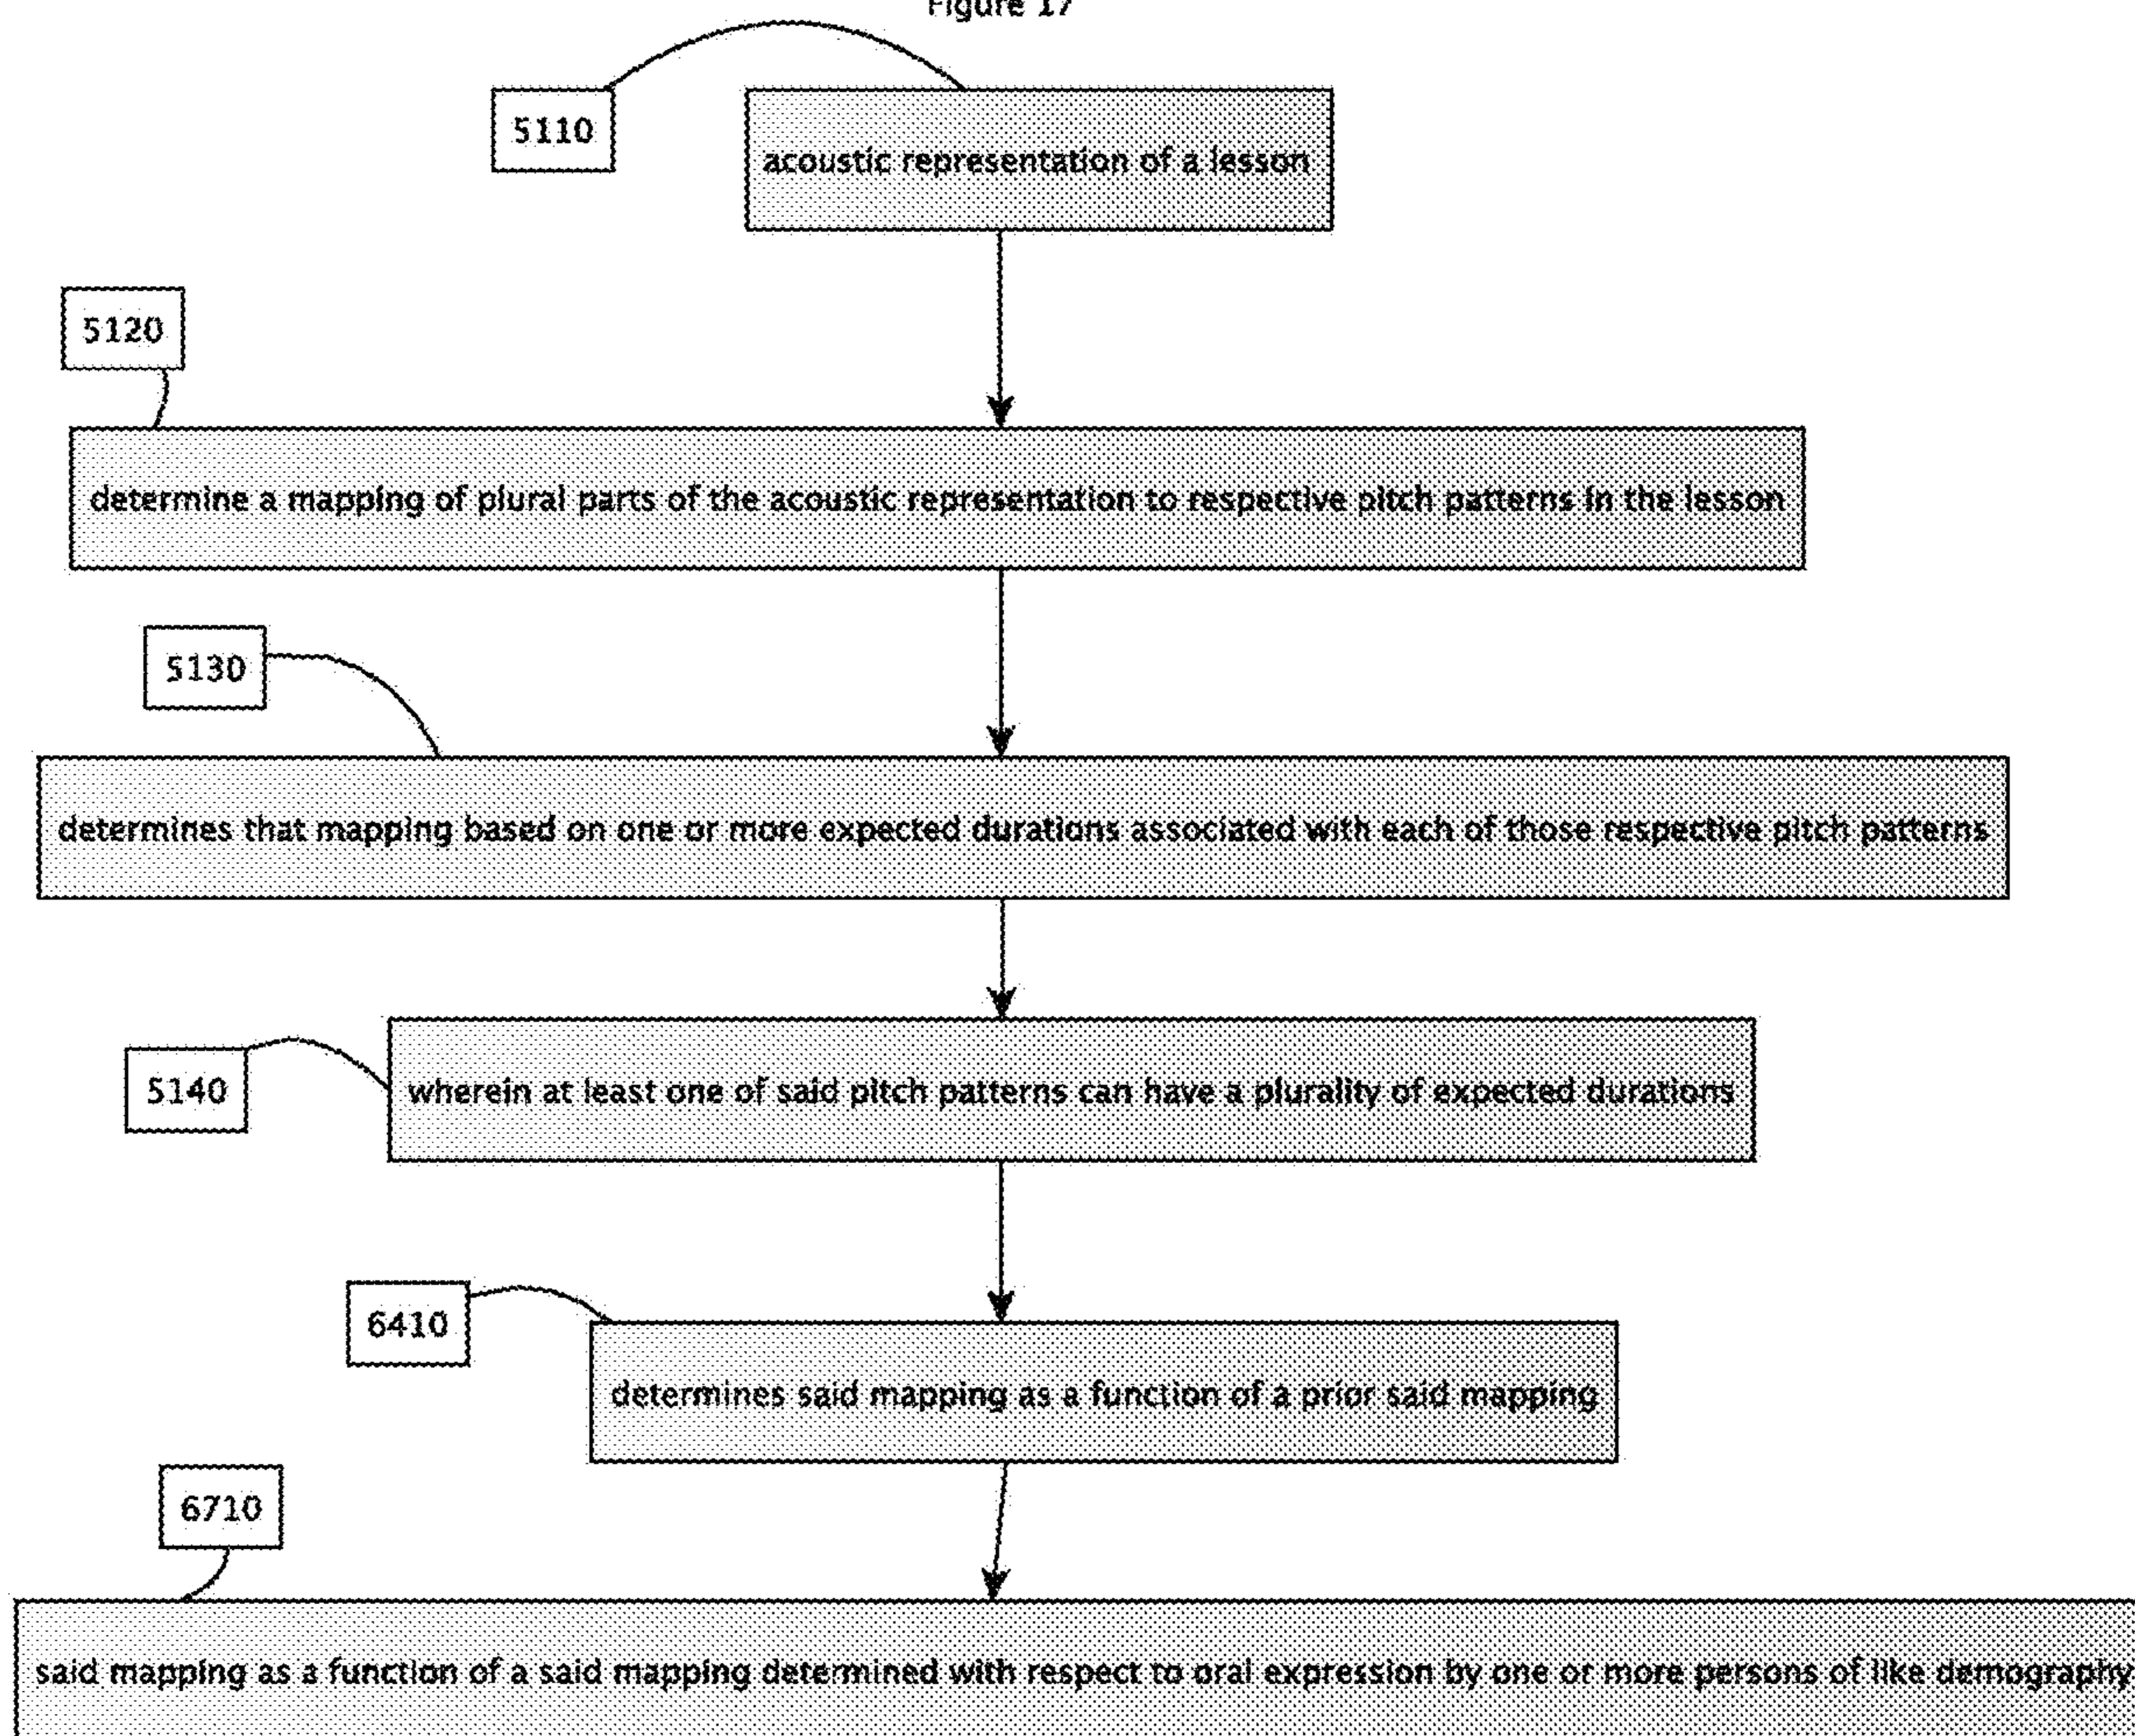 Figure 17
5110
acoustic representation of a lesson
5120
determine a mapping of plural parts of the acoustic representation to respective pitch patterns in the lesson
5130
determines that mapping based on one or more expected durations associated with each of those respective pitch patterns
5140
wherein at least one of said pitch patterns can have a plurality of expected durations
6410
determines said mapping as a function of a prior said mapping
6710
said mapping as a function of a said mapping determined with respect to oral expression by one or more persons of like demography